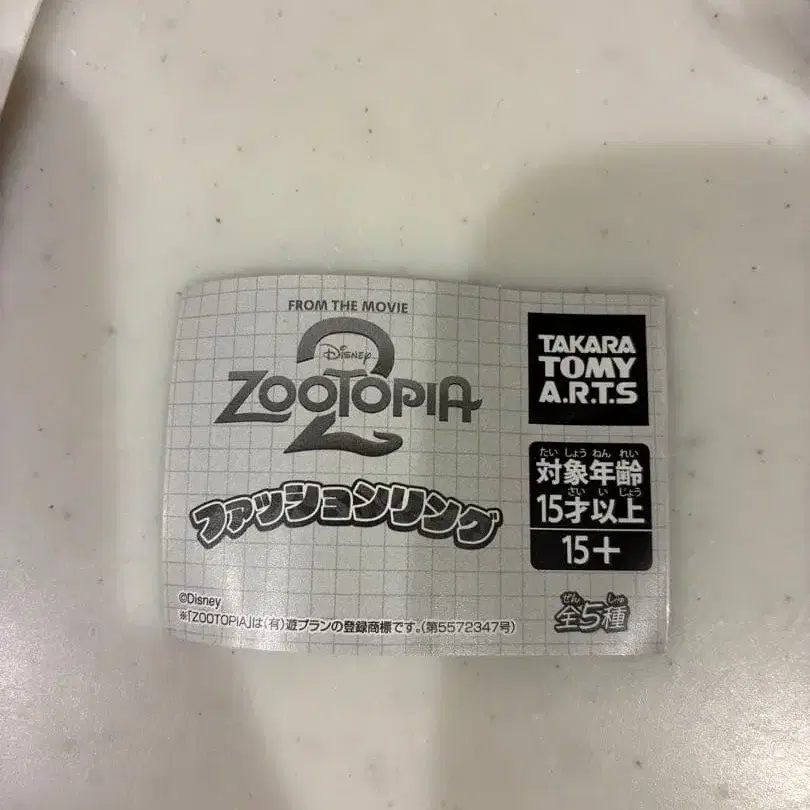 FROM THE MOVIE
Disney
ZOOTOPIA
2
ファッションリング
TAKARA
TOMY
A.R.T.S
たいしょうねんれい
対象年齢
さいいじょう
15才以上
15+
ぜん しゅ
全5種
©Disney
※「ZOOTOPIA」は(有)遊プランの登録商標です。(第5572347号)